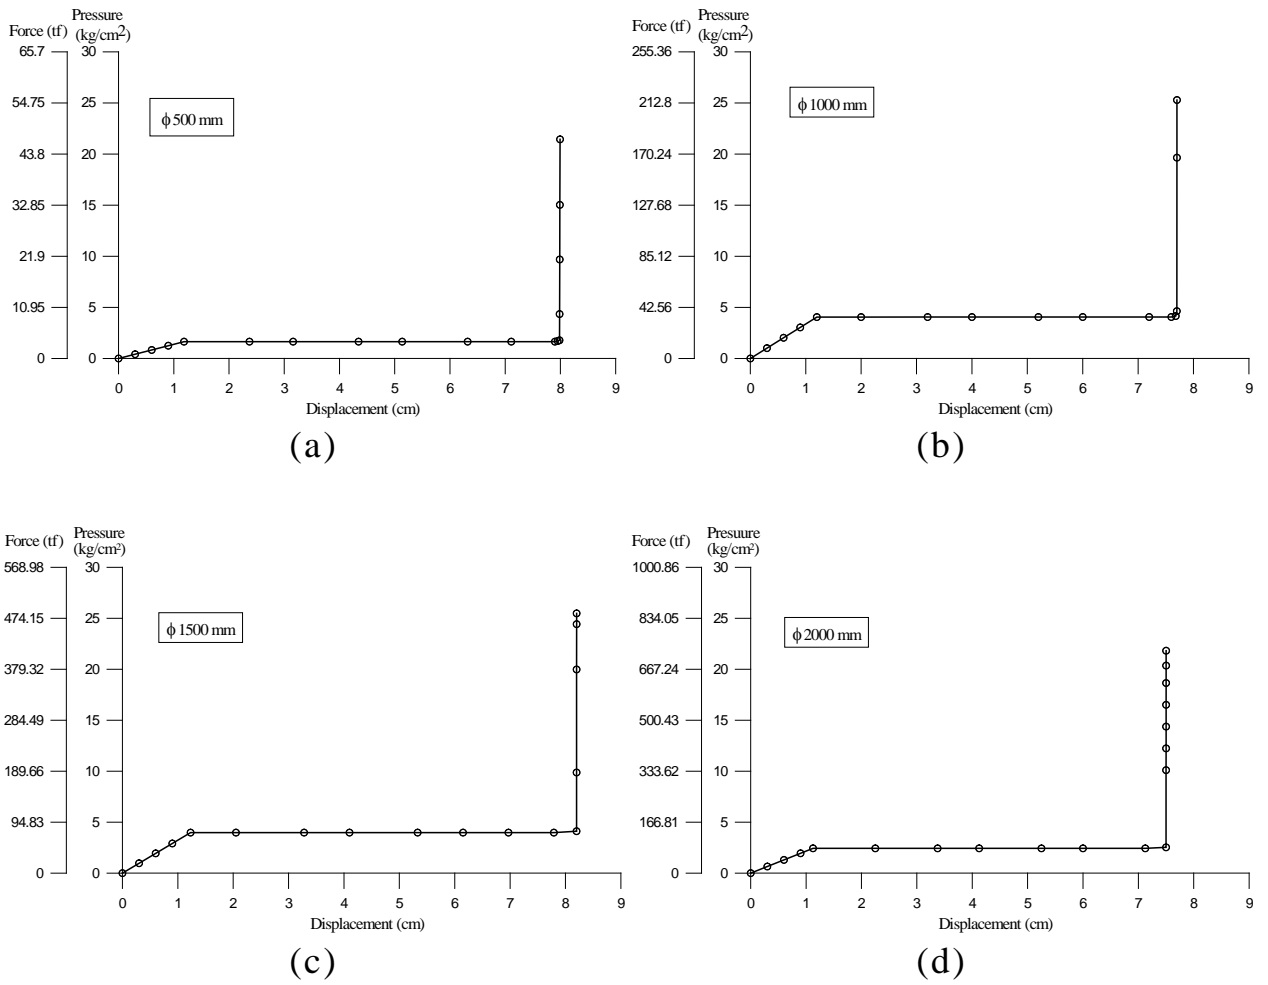 Force (tf)
Pressure
(kg/cm2)
65.7
54.75
43.8
32.85
21.9
10.95
0
30
25
20
15
10
5
0
ϕ 500 mm
0 1 2 3 4 5 6 7 8 9
Displacement (cm)
(a)
Force (tf)
Pressure
(kg/cm2)
255.36
212.8
170.24
127.68
85.12
42.56
0
30
25
20
15
10
5
0
ϕ 1000 mm
0 1 2 3 4 5 6 7 8 9
Displacement (cm)
(b)
Force (tf)
Pressure
(kg/cm²)
568.98
474.15
379.32
284.49
189.66
94.83
0
30
25
20
15
10
5
0
ϕ 1500 mm
0 1 2 3 4 5 6 7 8 9
Displacement (cm)
(c)
Force (tf)
Presuure
(kg/cm²)
1000.86
834.05
667.24
500.43
333.62
166.81
0
30
25
20
15
10
5
0
ϕ 2000 mm
0 1 2 3 4 5 6 7 8 9
Displacement (cm)
(d)